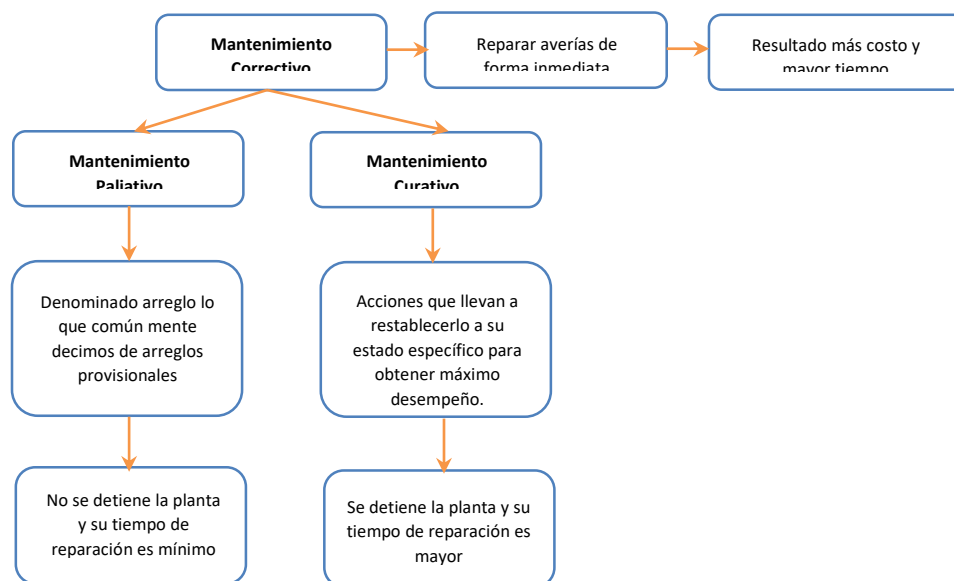 Mantenimiento
Correctivo
Reparar averías de
forma inmediata
Resultado más costo y
mayor tiempo
Mantenimiento
Paliativo
Mantenimiento
Curativo
Denominado arreglo lo
que común mente
decimos de arreglos
provisionales
Acciones que llevan a
restablecerlo a su
estado específico para
obtener máximo
desempeño.
No se detiene la planta
y su tiempo de
reparación es mínimo
Se detiene la planta y su
tiempo de reparación es
mayor